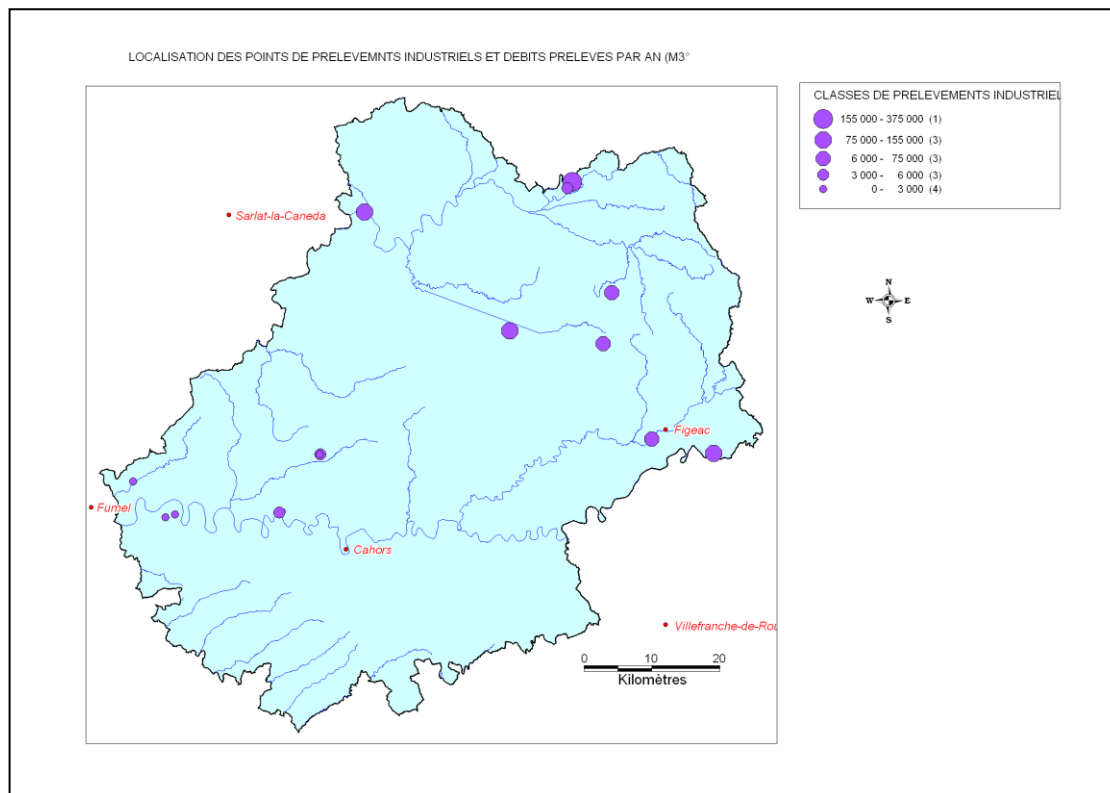 LOCALISATION DES POINTS DE PRELEVEMNTS INDUSTRIELS ET DEBITS PRELEVES PAR AN (M3°
CLASSES DE PRELEVEMENTS INDUSTRIEL
155 000 - 375 000 (1)
75 000 - 155 000 (3)
6 000 - 75 000 (3)
3 000 - 6 000 (3)
0 - 3 000 (4)
Sarlat-la-Caneda
N
W E
S
Figeac
Fumel
Cahors
Villefranche-de-Rou
0 10 20
Kilomètres